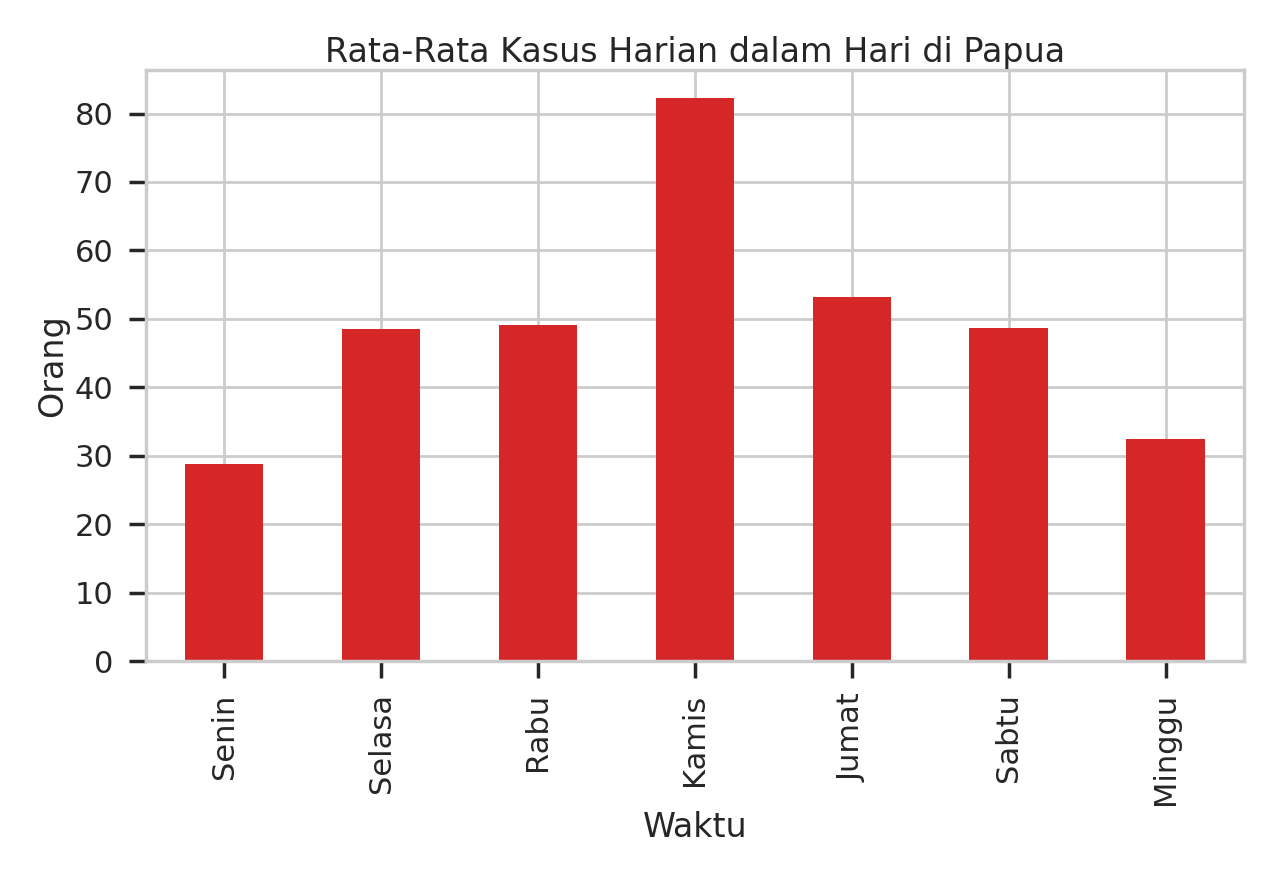 Rata-Rata Kasus Harian dalam Hari di Papua
Orang
80
70
60
50
40
30
20
10
0
Senin
Selasa
Rabu
Kamis
Jumat
Sabtu
Minggu
Waktu